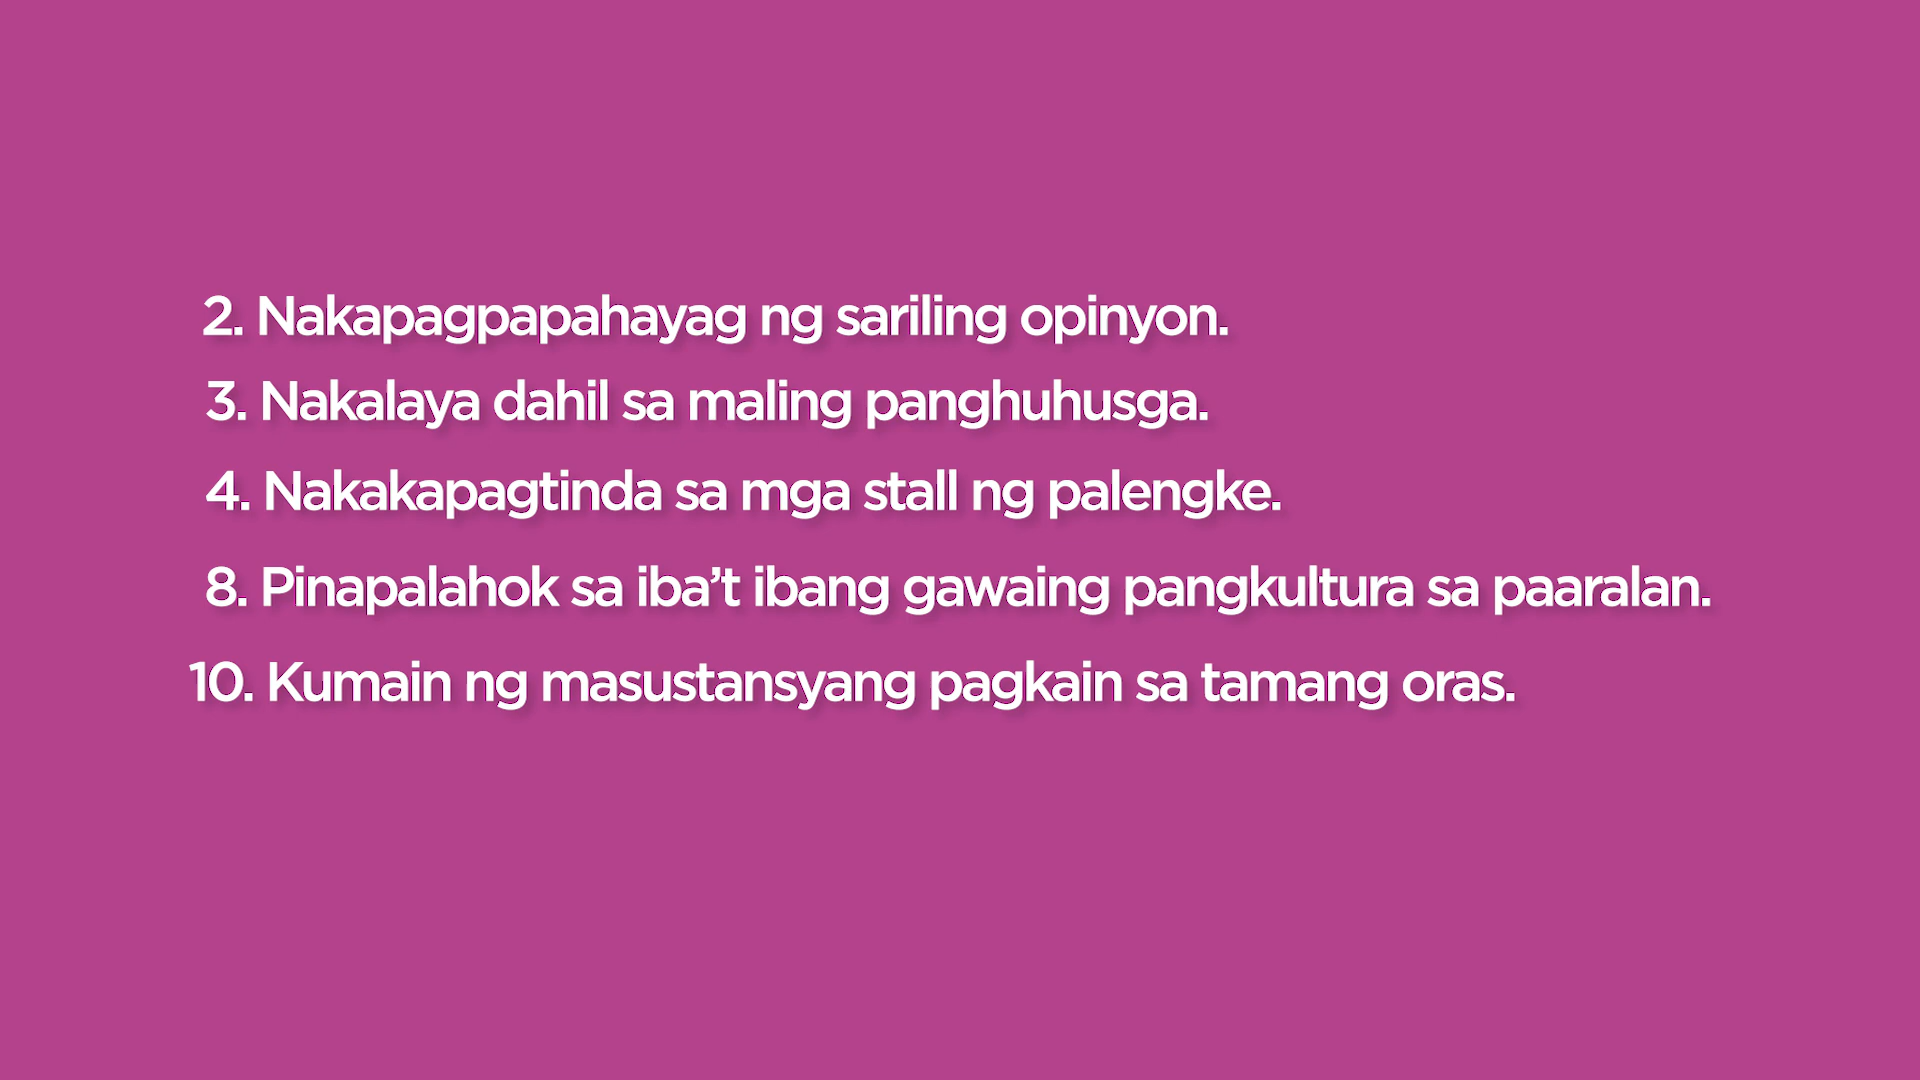 2. Nakapagpapahayag ng sariling opinyon.
3. Nakalaya dahil sa maling panghuhusga.
4. Nakakapagtinda sa mga stall ng palengke.
8. Pinapalahok sa iba’t ibang gawaing pangkultura sa paaralan.
10. Kumain ng masustansyang pagkain sa tamang oras.